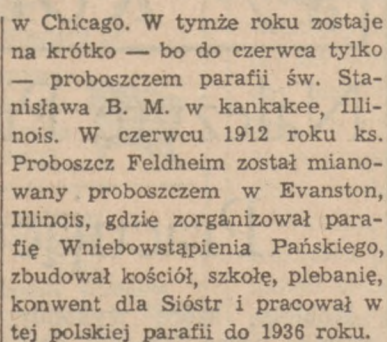 w Chicago. W tymże roku zostaje
na krótko — bo do czerwca tylko
— proboszczem parafii św. Sta-
nisława B. M. w kankakee, Illi-
nois. W czerwcu 1912 roku ks.
Proboszcz Feldheim został miano-
wany proboszczem w Evanston,
Illinois, gdzie zorganizował para-
fię Wniebowstąpienia Pańskiego,
zbudował kościół, szkołę, plebanię,
konwent dla Sióstr i pracował w
tej polskiej parafii do 1936 roku.